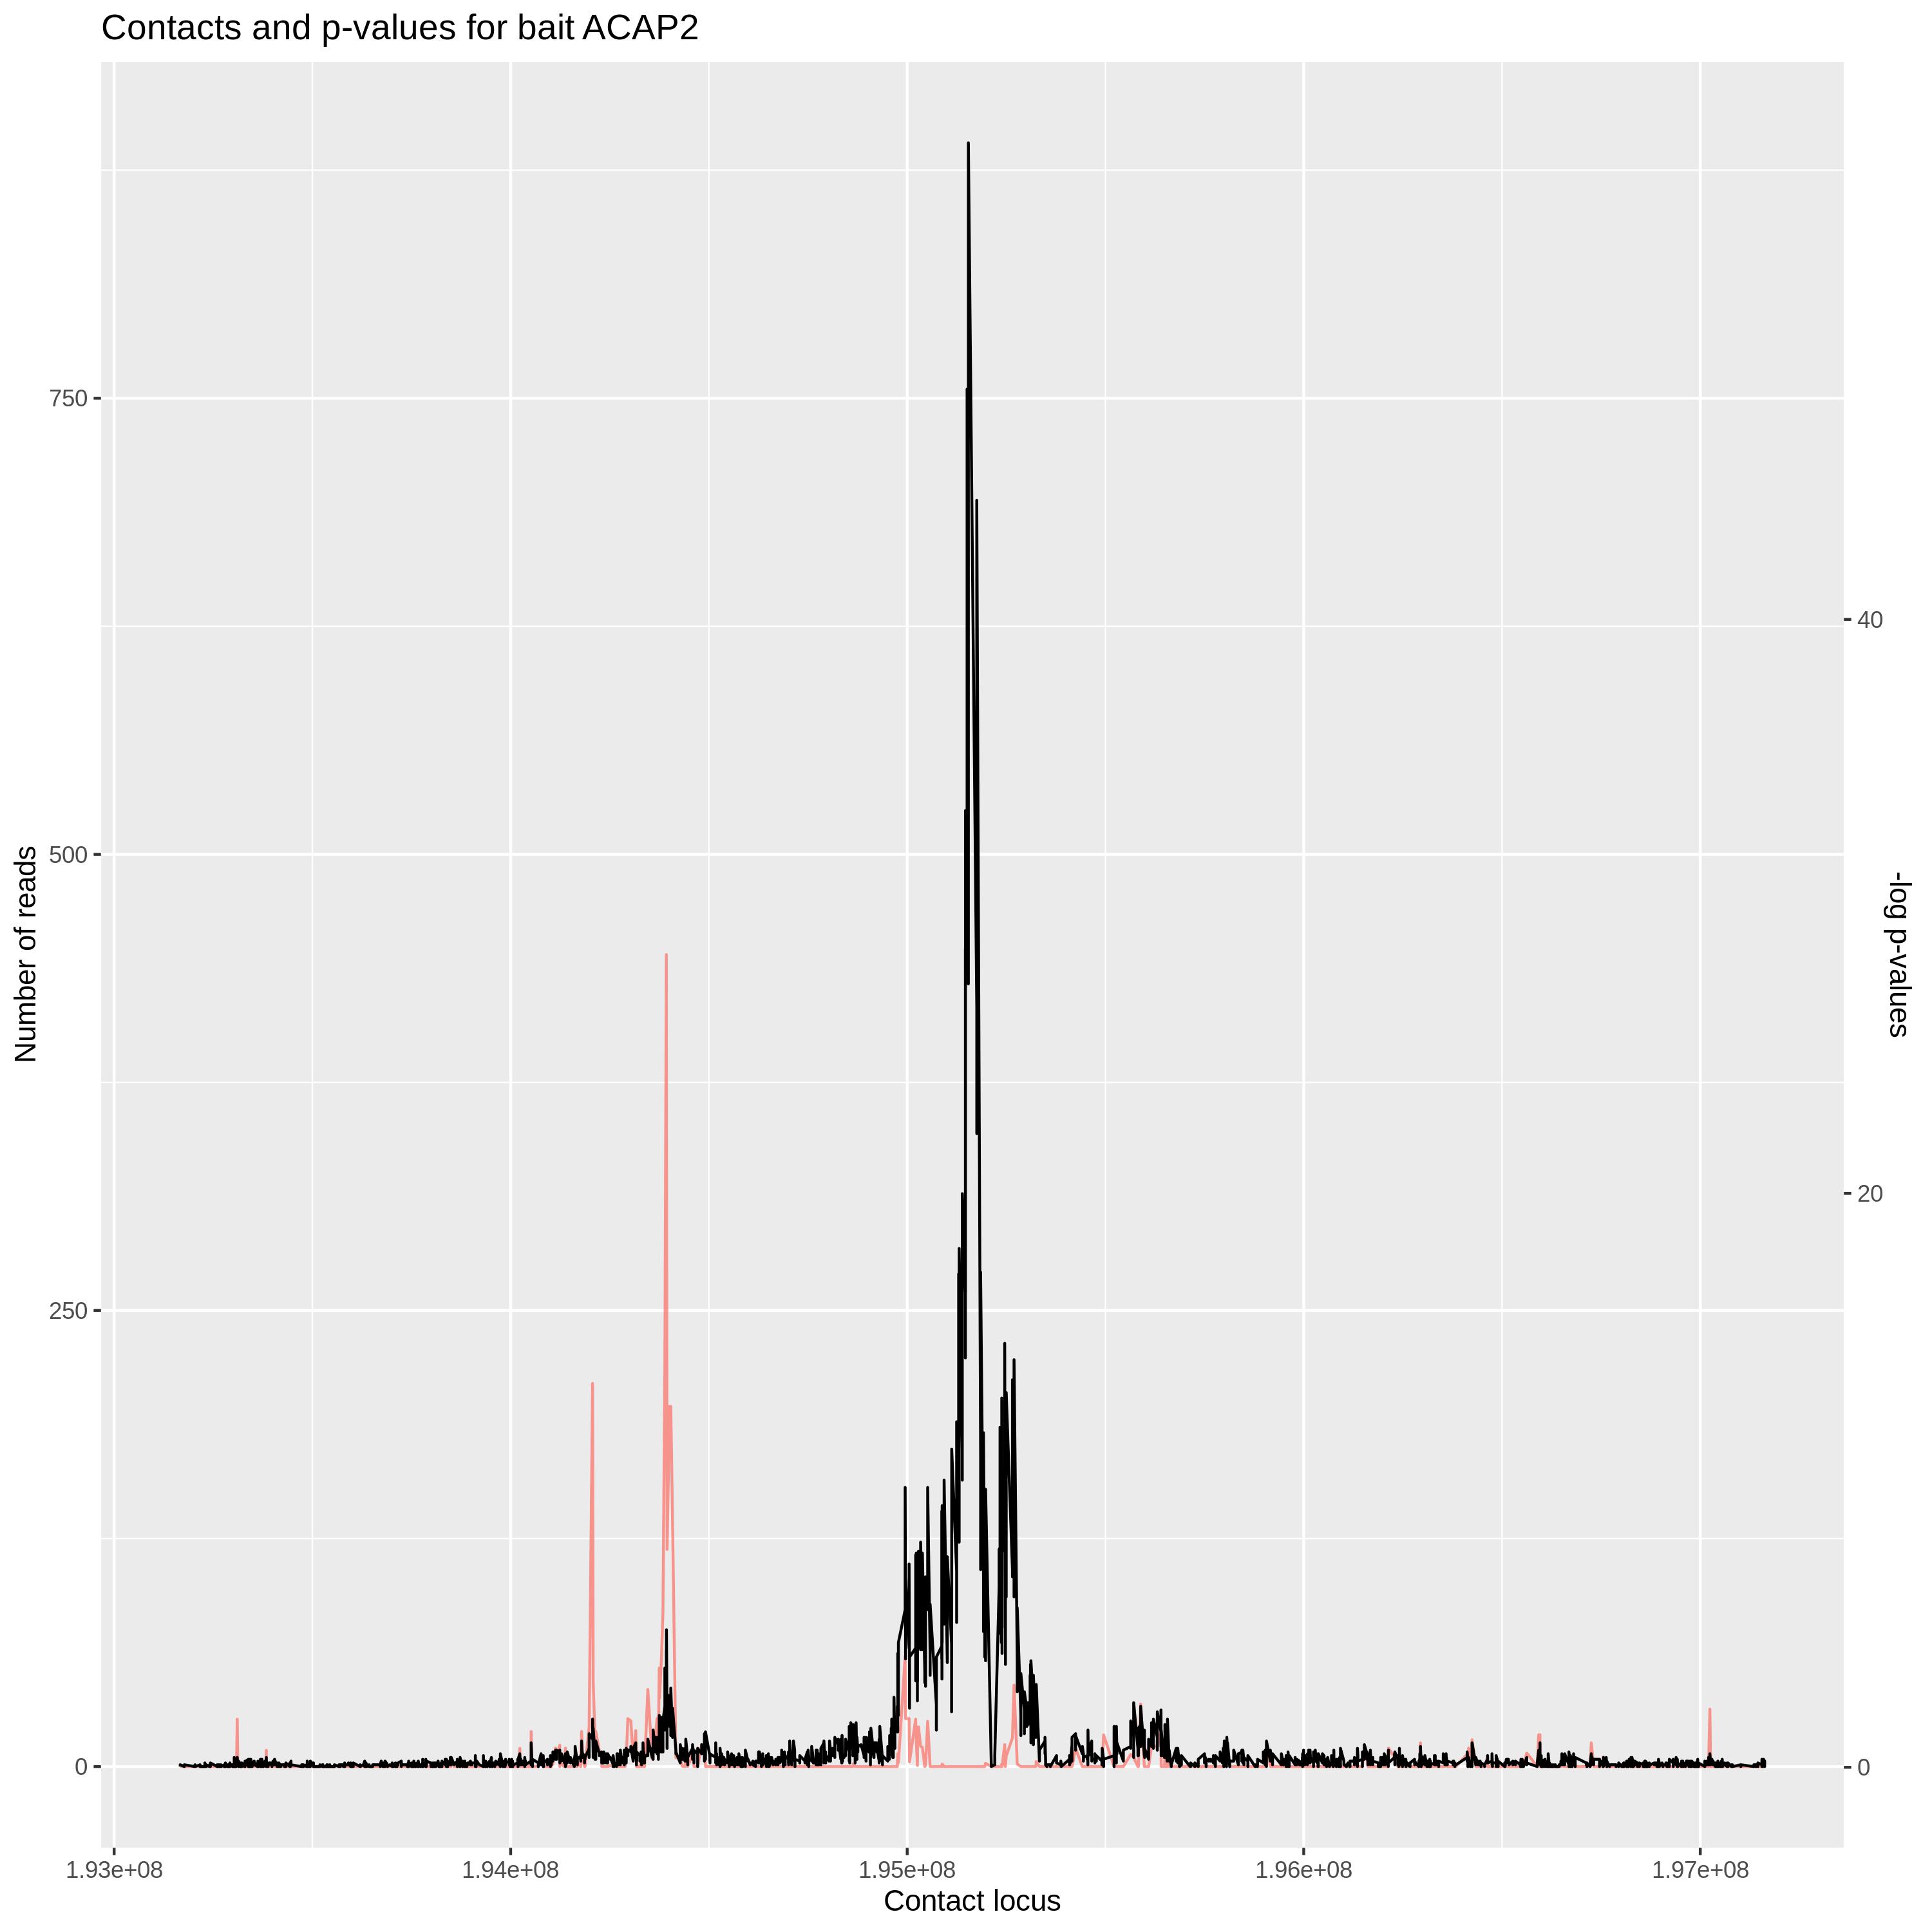 Contacts and p-values for bait ACAP2
750
500
250
0
40
20
0
Number of reads
-log p-values
1.93e+08 1.94e+08 1.95e+08 1.96e+08 1.97e+08
Contact locus